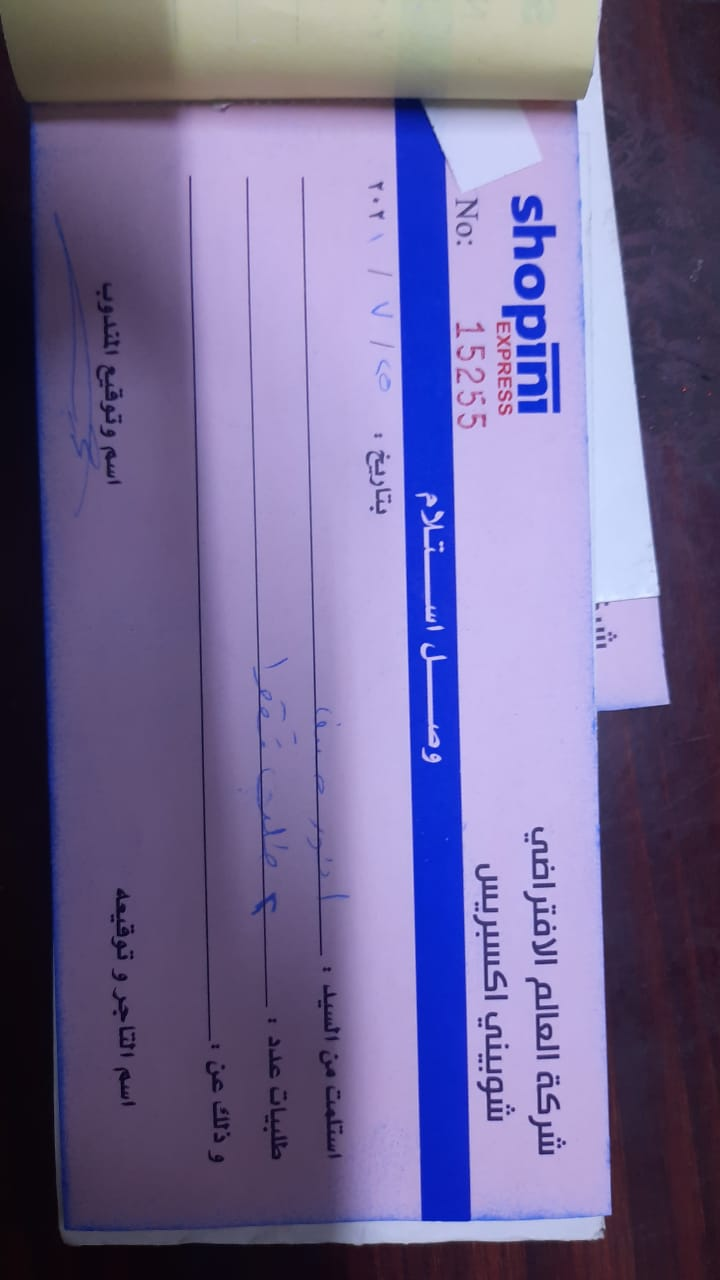 shopini
EXPRESS
شركة العالم الافتراضي
شوبيني اكسبريس
No: 15255
وصل استلام
بتاريخ : ٢٥ / ٧ / ٢٠٢١
استلمت من السيد :
طلبيات عدد :
و ذلك عن :
اسم التاجر و توقيعه
اسم وتوقيع المندوب